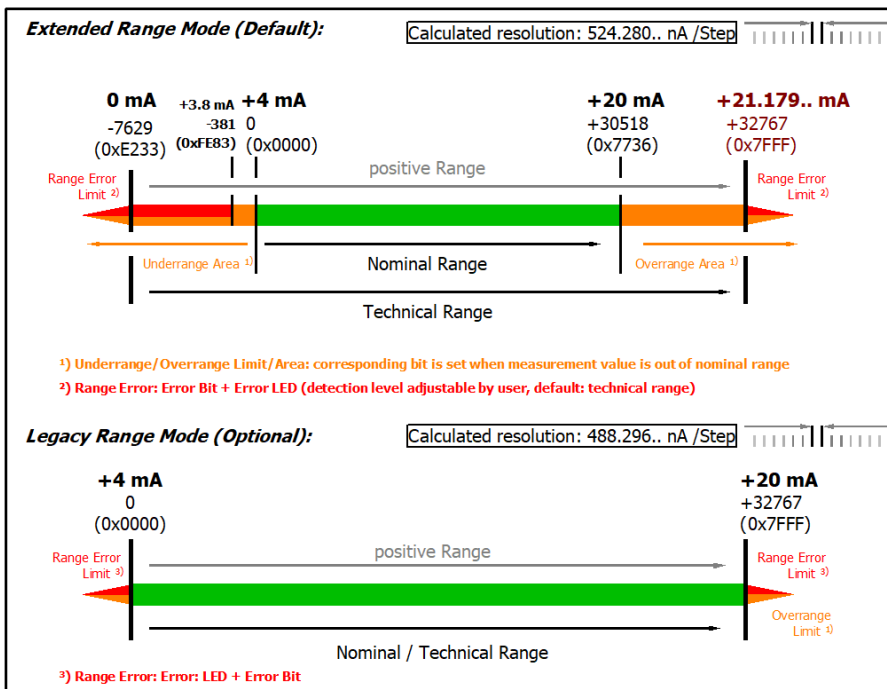 Extended Range Mode (Default):
Calculated resolution: 524.280.. nA /Step
0 mA
-7629
(0xE233)
+3.8 mA
-381
(0xFE83)
+4 mA
0
(0x0000)
+20 mA
+30518
(0x7736)
+21.179.. mA
+32767
(0x7FFF)
Range Error
Limit ²⁾
positive Range
Range Error
Limit ²⁾
Underrange Area ¹⁾
Nominal Range
Overrange Area ¹⁾
Technical Range
¹) Underrange/Overrange Limit/Area: corresponding bit is set when measurement value is out of nominal range
²) Range Error: Error Bit + Error LED (detection level adjustable by user, default: technical range)
Legacy Range Mode (Optional):
Calculated resolution: 488.296.. nA /Step
+4 mA
0
(0x0000)
+20 mA
+32767
(0x7FFF)
Range Error
Limit ³⁾
positive Range
Range Error
Limit ³⁾
Overrange
Limit ¹⁾
Nominal / Technical Range
³) Range Error: Error: LED + Error Bit